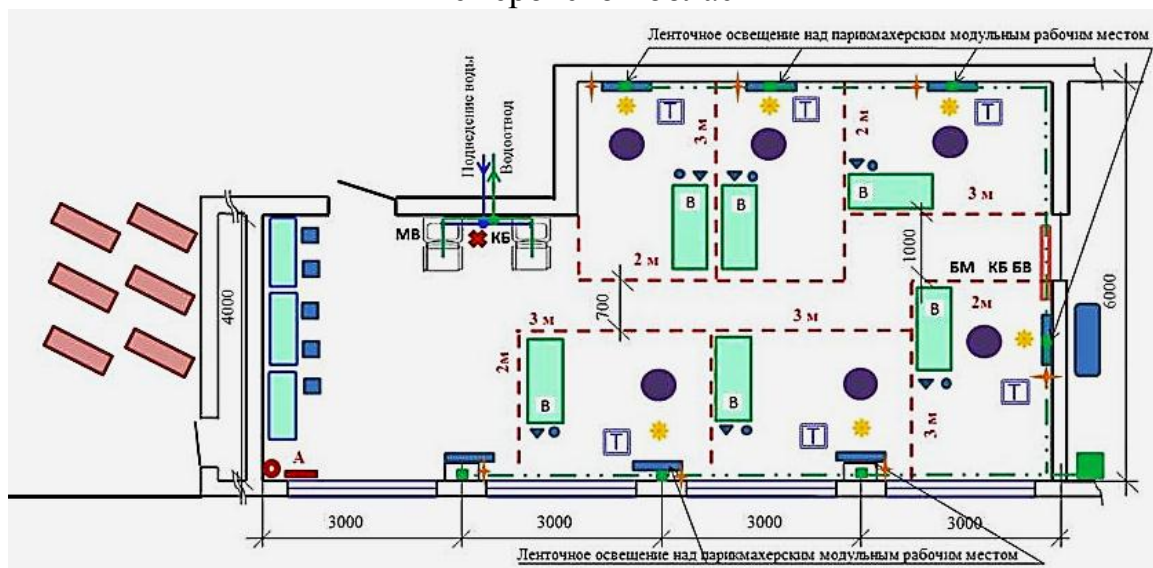 Ленточное освещение над парикмахерским модульным рабочим местом
Подведение воды
Водоотвод
Т
Т
Т
3 м
2 м
В
В
В
3 м
МВ
КБ
2 м
1000
БМ КБ БВ
4000
700
6000
3 м
3 м
В
2м
2м
В
В
Т
Т
Т
3 м
А
3000
3000
3000
3000
Ленточное освещение над парикмахерским модульным рабочим местом